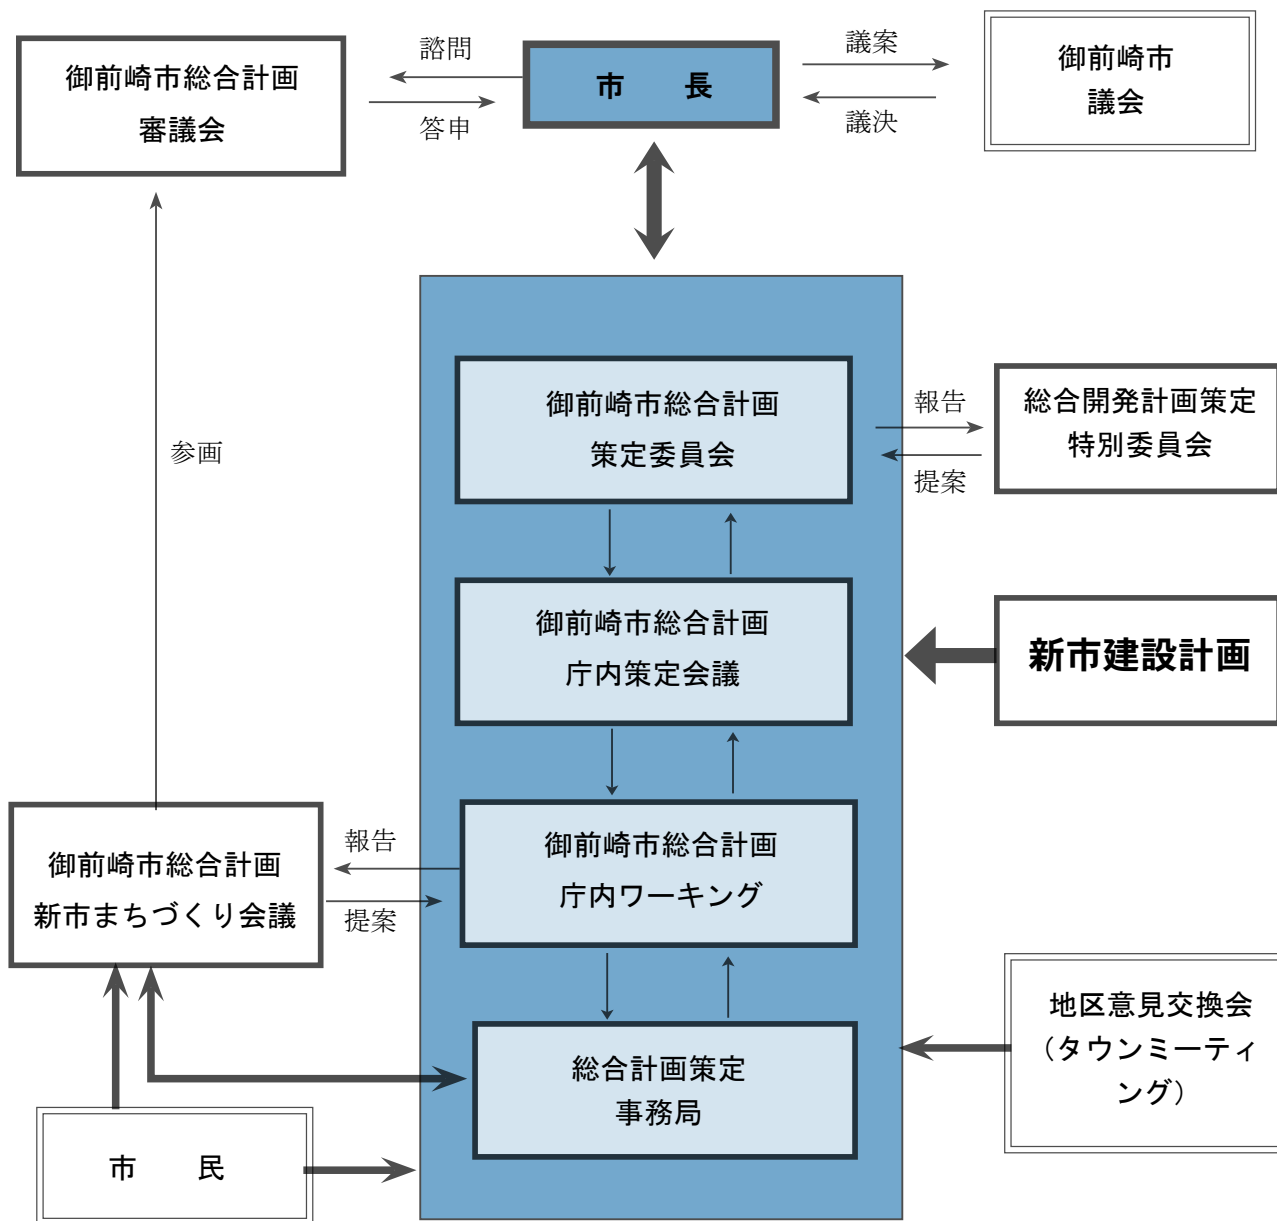 御前崎市総合計画
審議会
諮問
答申
市　　長
議案
議決
御前崎市
議会
参画
御前崎市総合計画
策定委員会
報告
提案
総合開発計画策定
特別委員会
御前崎市総合計画
庁内策定会議
新市建設計画
御前崎市総合計画
新市まちづくり会議
報告
提案
御前崎市総合計画
庁内ワーキング
地区意見交換会
（タウンミーティ
ング）
総合計画策定
事務局
市　　民